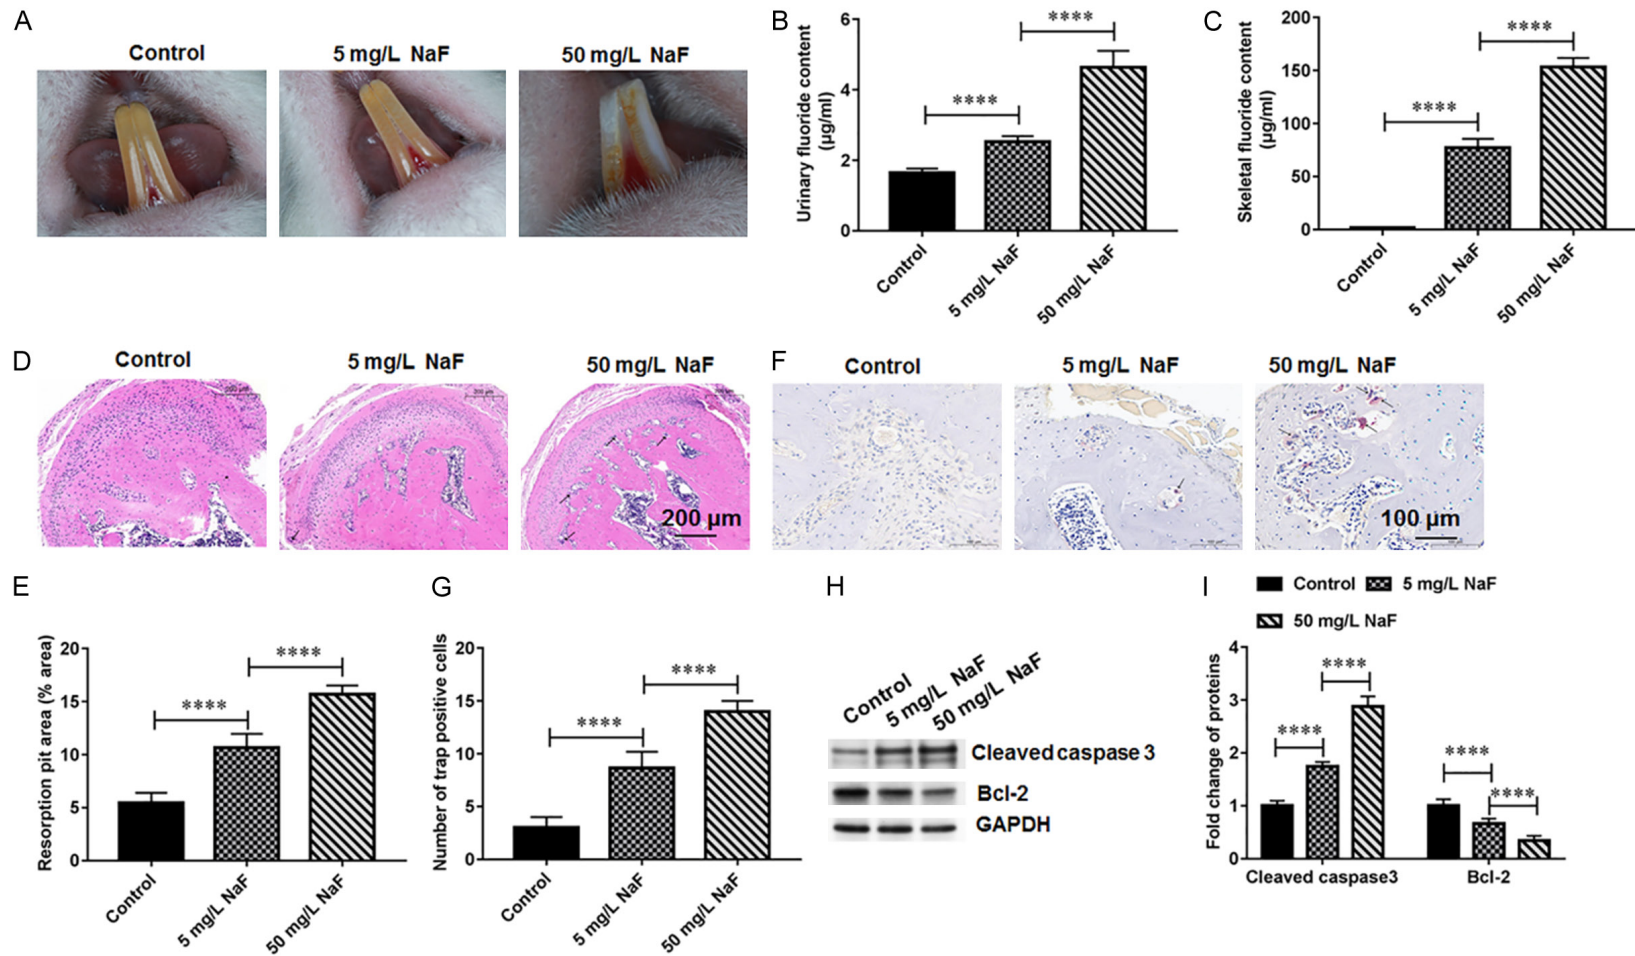 A
Control
5 mg/L NaF
50 mg/L NaF
B
Urinary fluoride content
(μg/ml)
6
4
2
0
****
****
Control
5 mg/L NaF
50 mg/L NaF
C
Skeletal fluoride content
(μg/ml)
200
150
100
50
0
****
****
Control
5 mg/L NaF
50 mg/L NaF
D
Control
5 mg/L NaF
50 mg/L NaF
200 μm
F
Control
5 mg/L NaF
50 mg/L NaF
100 μm
E
Resorption pit area (% area)
20
15
10
5
0
****
****
Control
5 mg/L NaF
50 mg/L NaF
G
Number of trap positive cells
20
15
10
5
0
****
****
Control
5 mg/L NaF
50 mg/L NaF
H
Control
5 mg/L NaF
50 mg/L NaF
Cleaved caspase 3
Bcl-2
GAPDH
I
Control
5 mg/L NaF
50 mg/L NaF
Fold change of proteins
4
3
2
1
0
****
****
****
****
Cleaved caspase3
Bcl-2